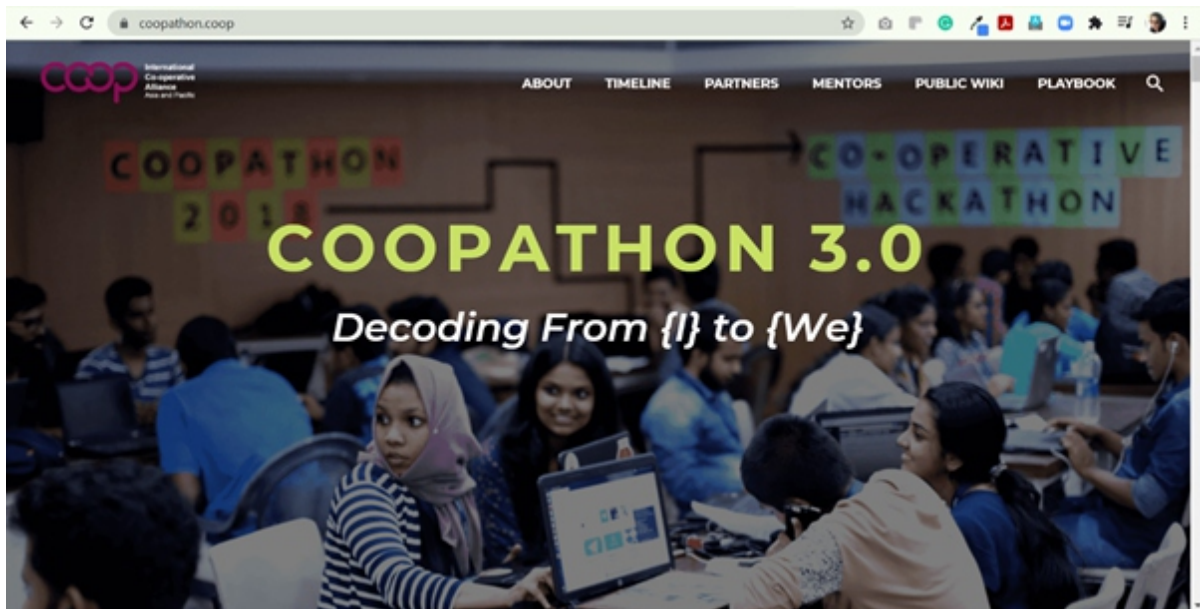 coopathon.coop
coop
International
Co-operative
Alliance
Asia and Pacific
ABOUT TIMELINE PARTNERS MENTORS PUBLIC WIKI PLAYBOOK
COOPATHON
2018
CO-OPERATIVE
HACKATHON
COOPATHON 3.0
Decoding From {I} to {We}